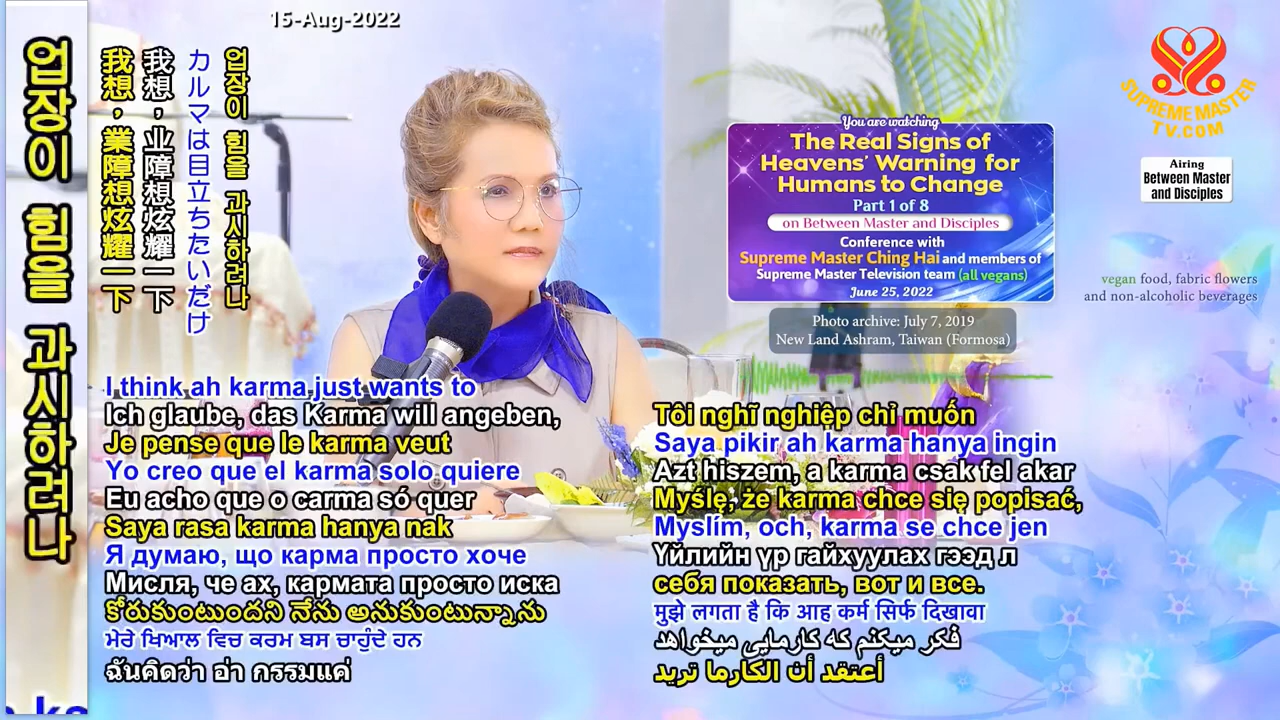 15-Aug-2022
업장이 힘을 과시하려나
我想，業障想炫耀一下
我想，业障想炫耀一下
カルマは目立ちたいだけ
업장이 힘을 과시하려나
SUPREME MASTER
TV.COM
Airing
Between Master
and Disciples
You are watching
The Real Signs of
Heavens' Warning for
Humans to Change
Part 1 of 8
on Between Master and Disciples
Conference with
Supreme Master Ching Hai and members of
Supreme Master Television team (all vegans)
June 25, 2022
Photo archive: July 7, 2019
New Land Ashram, Taiwan (Formosa)
vegan food, fabric flowers
and non-alcoholic beverages
I think ah karma just wants to
Ich glaube, das Karma will angeben,
Je pense que le karma veut
Yo creo que el karma solo quiere
Eu acho que o carma só quer
Saya rasa karma hanya nak
Я думаю, що карма просто хоче
Мисля, че ах, кармата просто иска
కోరుకుంటుందని నేను అనుకుంటున్నాను
ਮੇਰੇ ਖਿਆਲ ਵਿਚ ਕਰਮ ਬਸ ਚਾਹੁੰਦੇ ਹਨ
ฉันคิดว่า อ่า กรรมแค่
Tôi nghĩ nghiệp chỉ muốn
Saya pikir ah karma hanya ingin
Azt hiszem, a karma csak fel akar
Myślę, że karma chce się popisać,
Myslím, och, karma se chce jen
Үйлийн үр гайхуулах гээд л
себя показать, вот и все.
मुझे लगता है कि आह कर्म सिर्फ दिखावा
فکر میکنم که کارمایی میخواهد
أعتقد أن الكارما تريد